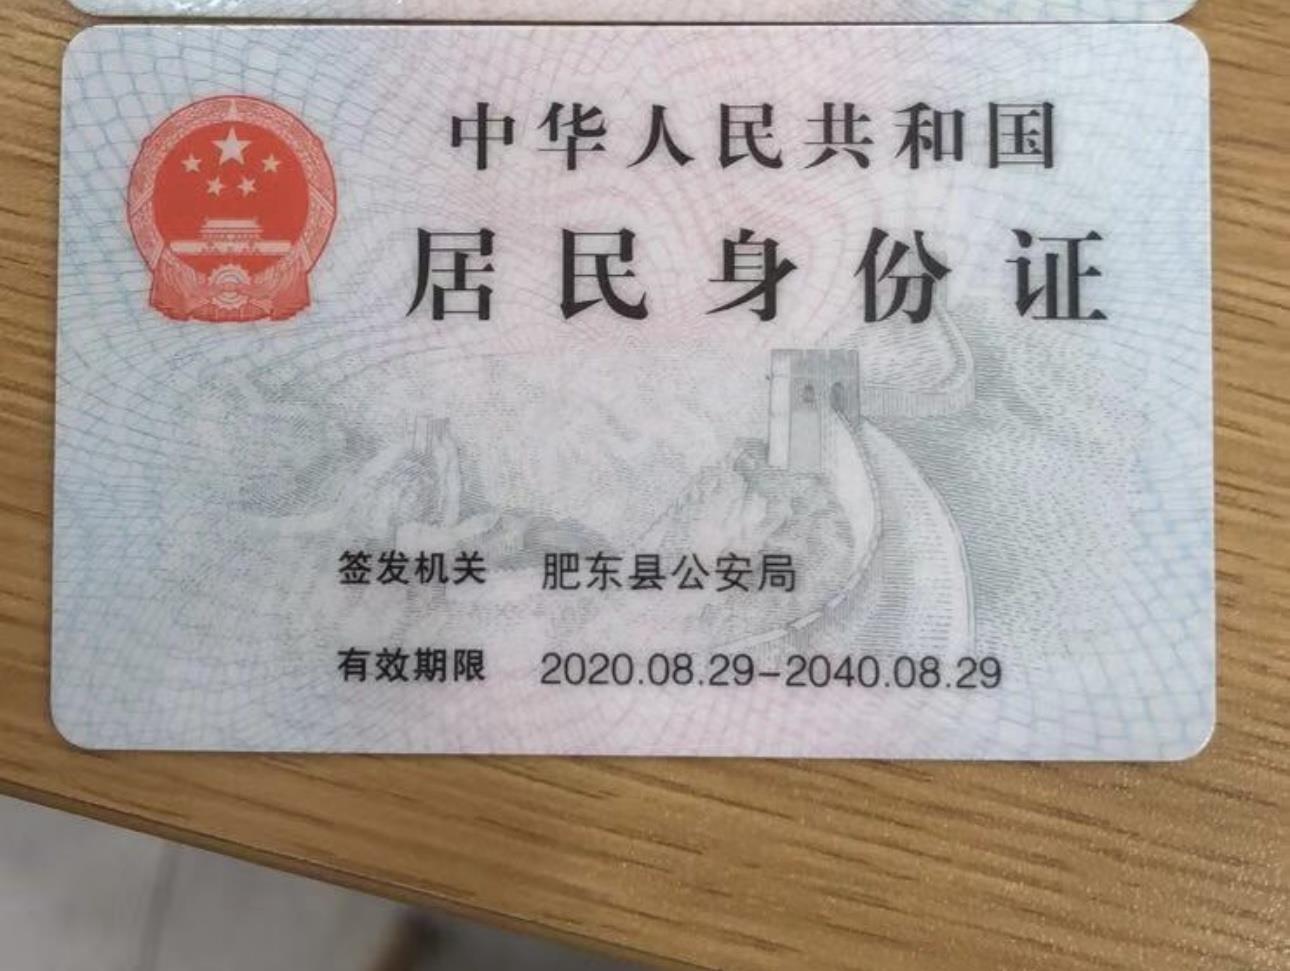 中华人民共和国
居民身份证
签发机关 肥东县公安局
有效期限 2020.08.29-2040.08.29